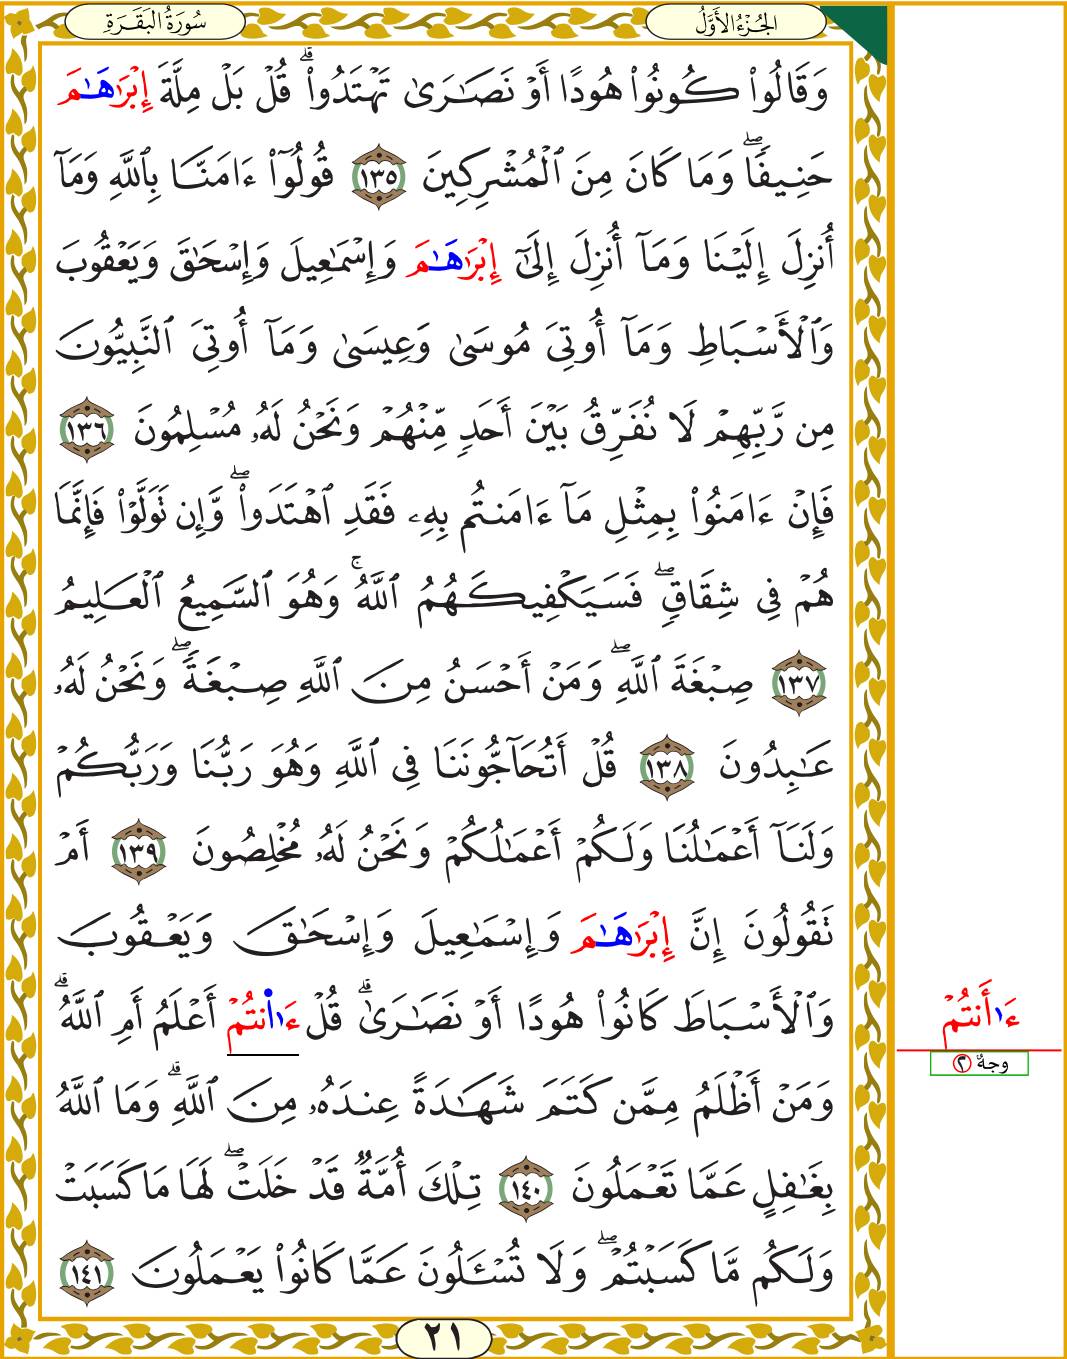 سُورَةُ الْبَقَرَةِ
الجُزْءُ الأَوَّلُ
وَقَالُواْ كُونُواْ هُودًا أَوْ نَصَـٰرَىٰ تَهْتَدُواْۗ قُلْ بَلْ مِلَّةَ إِبْرَاهَـٰمَ
حَنِيفًاۖ وَمَا كَانَ مِنَ ٱلْمُشْرِكِينَ ١٣٥ قُولُوٓاْ ءَامَنَّا بِٱللَّهِ وَمَآ
أُنزِلَ إِلَيْنَا وَمَآ أُنزِلَ إِلَىٰٓ إِبْرَاهَـٰمَ وَإِسْمَـٰعِيلَ وَإِسْحَـٰقَ وَيَعْقُوبَ
وَٱلْأَسْبَاطِ وَمَآ أُوتِىَ مُوسَىٰ وَعِيسَىٰ وَمَآ أُوتِىَ ٱلنَّبِيُّونَ
مِن رَّبِّهِمْ لَا نُفَرِّقُ بَيْنَ أَحَدٍ مِّنْهُمْ وَنَحْنُ لَهُۥ مُسْلِمُونَ ١٣٦
فَإِنْ ءَامَنُواْ بِمِثْلِ مَآ ءَامَنتُم بِهِۦ فَقَدِ ٱهْتَدَواْۖ وَّإِن تَوَلَّوْاْ فَإِنَّمَا
هُمْ فِى شِقَاقٍۖ فَسَيَكْفِيكَهُمُ ٱللَّهُۚ وَهُوَ ٱلسَّمِيعُ ٱلْعَلِيمُ
١٣٧ صِبْغَةَ ٱللَّهِۖ وَمَنْ أَحْسَنُ مِنَ ٱللَّهِ صِبْغَةًۖ وَنَحْنُ لَهُۥ
عَـٰبِدُونَ ١٣٨ قُلْ أَتُحَآجُّونَنَا فِى ٱللَّهِ وَهُوَ رَبُّنَا وَرَبُّكُمْ
وَلَنَآ أَعْمَـٰلُنَا وَلَكُمْ أَعْمَـٰلُكُمْ وَنَحْنُ لَهُۥ مُخْلِصُونَ ١٣٩ أَمْ
تَقُولُونَ إِنَّ إِبْرَاهَـٰمَ وَإِسْمَـٰعِيلَ وَإِسْحَـٰقَ وَيَعْقُوبَ
وَٱلْأَسْبَاطَ كَانُواْ هُودًا أَوْ نَصَـٰرَىٰۗ قُلْ ءَا۬نتُمْ أَعْلَمُ أَمِ ٱللَّهُۗ
وَمَنْ أَظْلَمُ مِمَّن كَتَمَ شَهَـٰدَةً عِندَهُۥ مِنَ ٱللَّهِۗ وَمَا ٱللَّهُ
بِغَـٰفِلٍ عَمَّا تَعْمَلُونَ ١٤٠ تِلْكَ أُمَّةٌ قَدْ خَلَتْۖ لَهَا مَا كَسَبَتْ
وَلَكُم مَّا كَسَبْتُمْۖ وَلَا تُسْـَٔلُونَ عَمَّا كَانُواْ يَعْمَلُونَ ١٤١
٢١
ءَاَنتُمْ
وجهٌ ٢